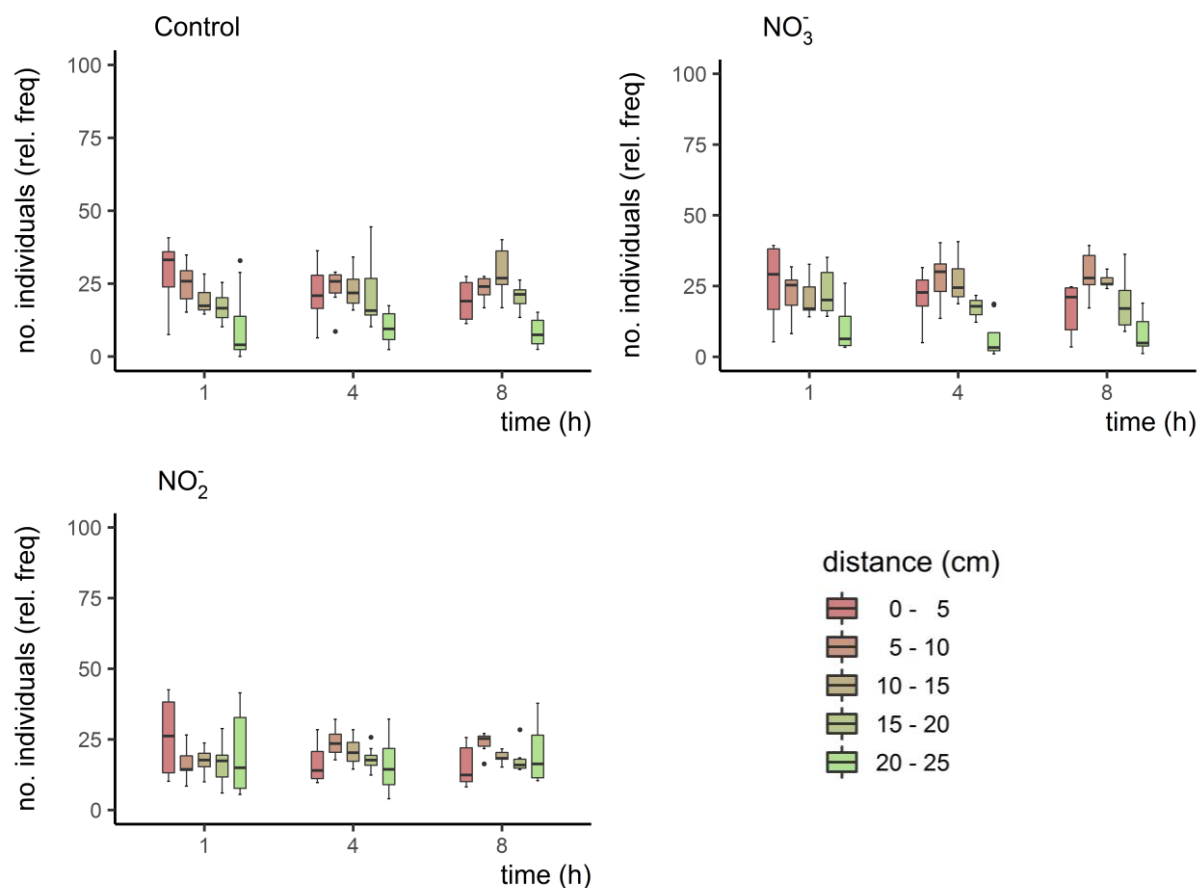 Control
no. individuals (rel. freq)
100
75
50
25
0
1 4 8
time (h)
NO₃⁻
no. individuals (rel. freq)
100
75
50
25
0
1 4 8
time (h)
NO₂⁻
no. individuals (rel. freq)
100
75
50
25
0
1 4 8
time (h)
distance (cm)
0 - 5
5 - 10
10 - 15
15 - 20
20 - 25